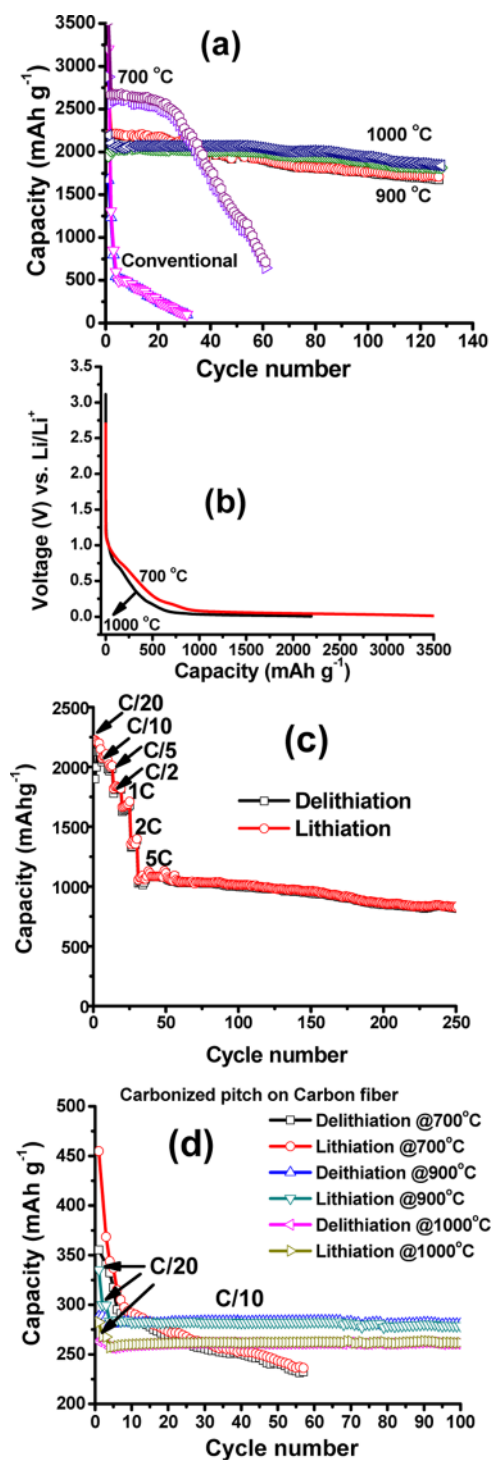 (a)
3500
3000
2500
2000
1500
1000
500
0
Capacity (mAh g⁻¹)
700 °C
1000 °C
900 °C
Conventional
0 20 40 60 80 100 120 140
Cycle number
3.5
3.0
2.5
2.0
1.5
1.0
0.5
0.0
Voltage (V) vs. Li/Li⁺
(b)
700 °C
1000 °C
0 500 1000 1500 2000 2500 3000 3500
Capacity (mAh g⁻¹)
2500
2000
1500
1000
500
0
Capacity (mAhg⁻¹)
C/20
C/10
C/5
C/2
1C
2C
5C
(c)
Delithiation
Lithiation
0 50 100 150 200 250
Cycle number
Carbonized pitch on Carbon fiber
500
450
400
350
300
250
200
Capacity (mAh g⁻¹)
(d)
Delithiation @700°C
Lithiation @700°C
Deithiation @900°C
Lithiation @900°C
Delithiation @1000°C
Lithiation @1000°C
C/20
C/10
0 10 20 30 40 50 60 70 80 90 100
Cycle number